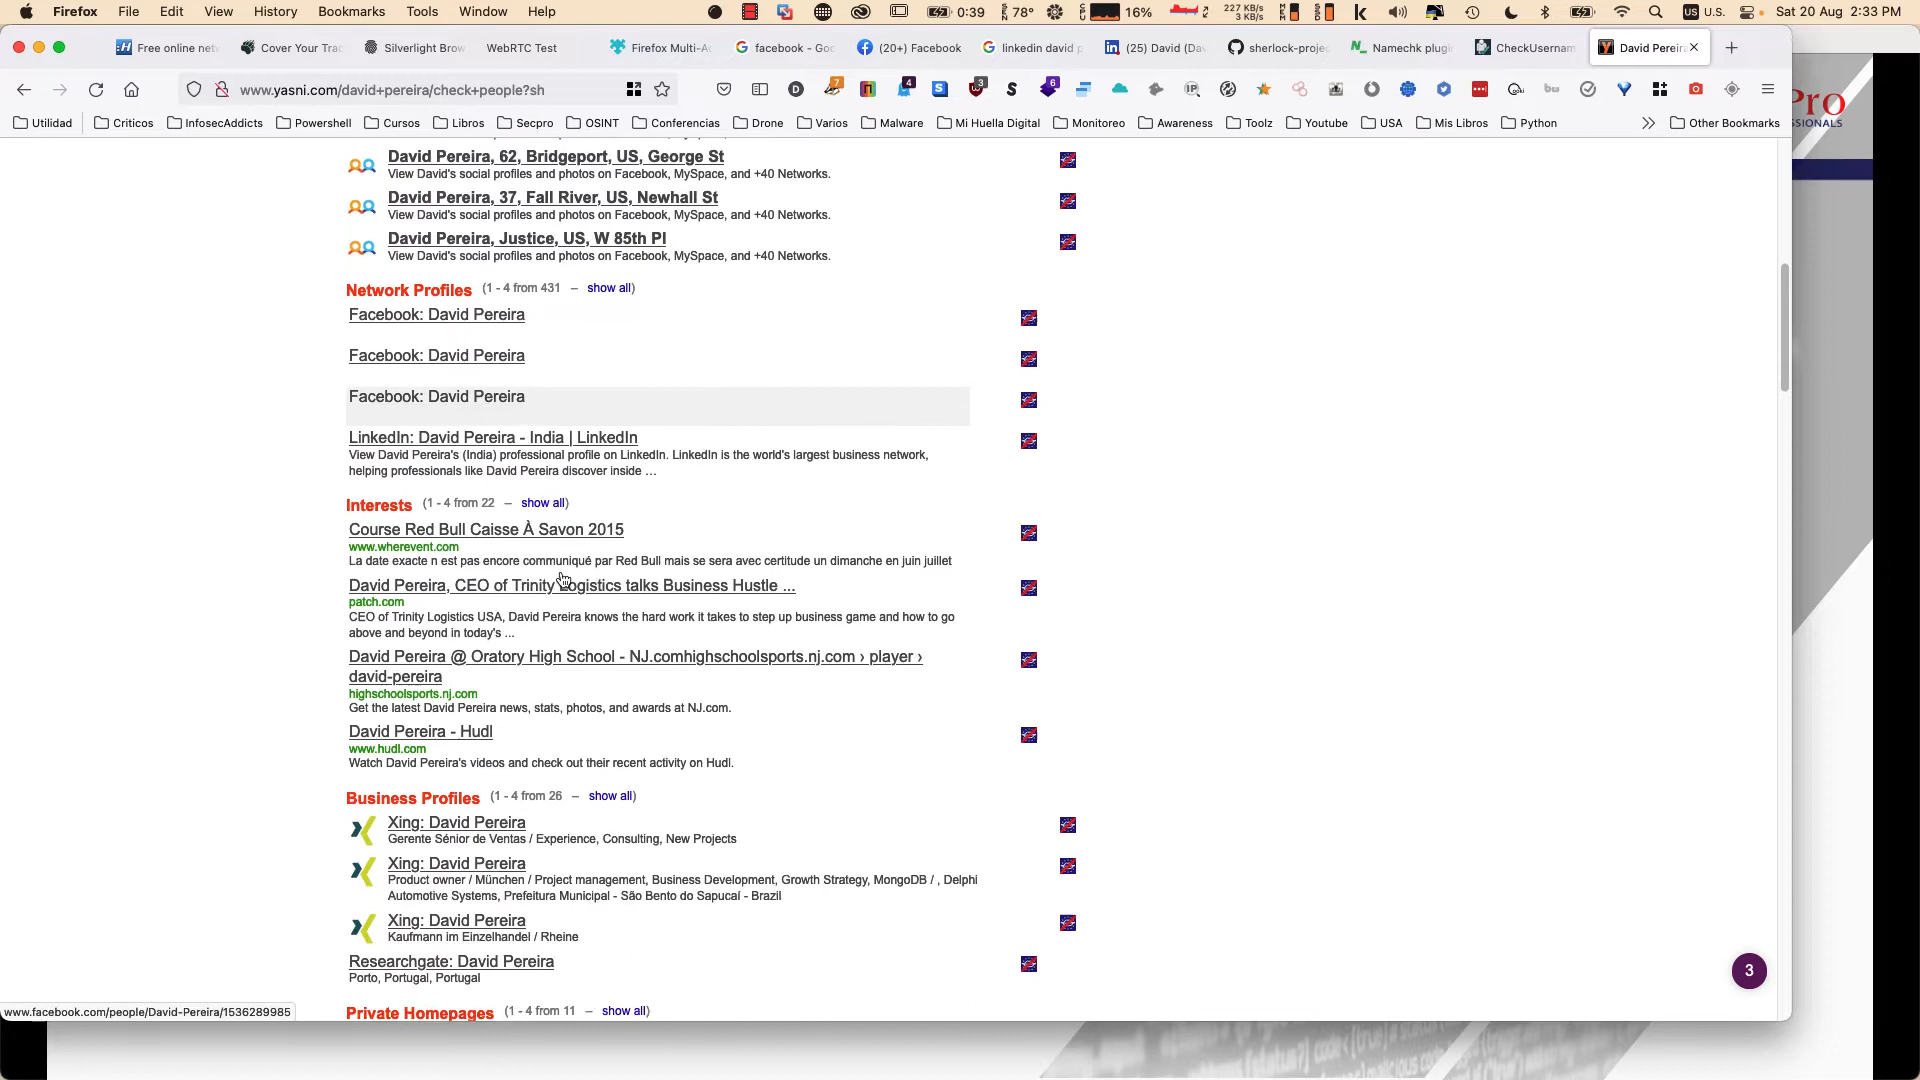 Firefox File Edit View History Bookmarks Tools Window Help 0:39 78° 16% 227 KB/s 3 KB/s U.S. Sat 20 Aug 2:33 PM
Free online net Cover Your Tra Silverlight Brow WebRTC Test Firefox Multi-A facebook - Goo (20+) Facebook linkedin david p (25) David (Da sherlock-proje Namechk plugi CheckUsernam David Pereir
www.yasni.com/david+pereira/check+people?sh 7 4 3 6
Utilidad Criticos InfosecAddicts Powershell Cursos Libros Secpro OSINT Conferencias Drone Varios Malware Mi Huella Digital Monitoreo Awareness Toolz Youtube USA Mis Libros Python Other Bookmarks
Pro
SSIONALS
David Pereira, 62, Bridgeport, US, George St
View David's social profiles and photos on Facebook, MySpace, and +40 Networks.
David Pereira, 37, Fall River, US, Newhall St
View David's social profiles and photos on Facebook, MySpace, and +40 Networks.
David Pereira, Justice, US, W 85th Pl
View David's social profiles and photos on Facebook, MySpace, and +40 Networks.
Network Profiles (1 - 4 from 431 – show all)
Facebook: David Pereira
Facebook: David Pereira
Facebook: David Pereira
LinkedIn: David Pereira - India | LinkedIn
View David Pereira's (India) professional profile on LinkedIn. LinkedIn is the world's largest business network,
helping professionals like David Pereira discover inside ...
Interests (1 - 4 from 22 – show all)
Course Red Bull Caisse À Savon 2015
www.wherevent.com
La date exacte n est pas encore communiqué par Red Bull mais se sera avec certitude un dimanche en juin juillet
David Pereira, CEO of Trinity Logistics talks Business Hustle ...
patch.com
CEO of Trinity Logistics USA, David Pereira knows the hard work it takes to step up business game and how to go
above and beyond in today's ...
David Pereira @ Oratory High School - NJ.comhighschoolsports.nj.com › player ›
david-pereira
highschoolsports.nj.com
Get the latest David Pereira news, stats, photos, and awards at NJ.com.
David Pereira - Hudl
www.hudl.com
Watch David Pereira's videos and check out their recent activity on Hudl.
Business Profiles (1 - 4 from 26 – show all)
Xing: David Pereira
Gerente Sénior de Ventas / Experience, Consulting, New Projects
Xing: David Pereira
Product owner / München / Project management, Business Development, Growth Strategy, MongoDB / , Delphi
Automotive Systems, Prefeitura Municipal - São Bento do Sapucaí - Brazil
Xing: David Pereira
Kaufmann im Einzelhandel / Rheine
Researchgate: David Pereira
Porto, Portugal, Portugal
3
Private Homepages (1 - 4 from 11 – show all)
www.facebook.com/people/David-Pereira/1536289985